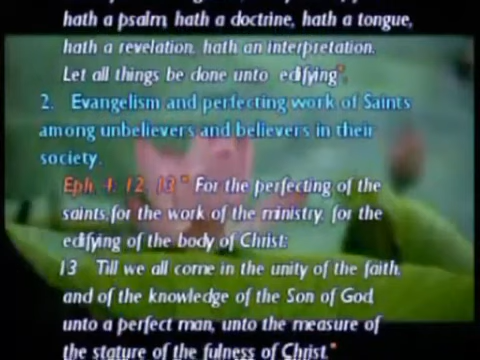 hath a psalm, hath a doctrine, hath a tongue,
hath a revelation, hath an interpretation.
Let all things be done unto edifying".
2. Evangelism and perfecting work of Saints
among unbelievers and believers in their
society.
Eph. 4: 12, 13 " For the perfecting of the
saints,for the work of the ministry, for the
edifying of the body of Christ:
13 Till we all come in the unity of the faith,
and of the knowledge of the Son of God,
unto a perfect man, unto the measure of
the stature of the fulness of Christ."